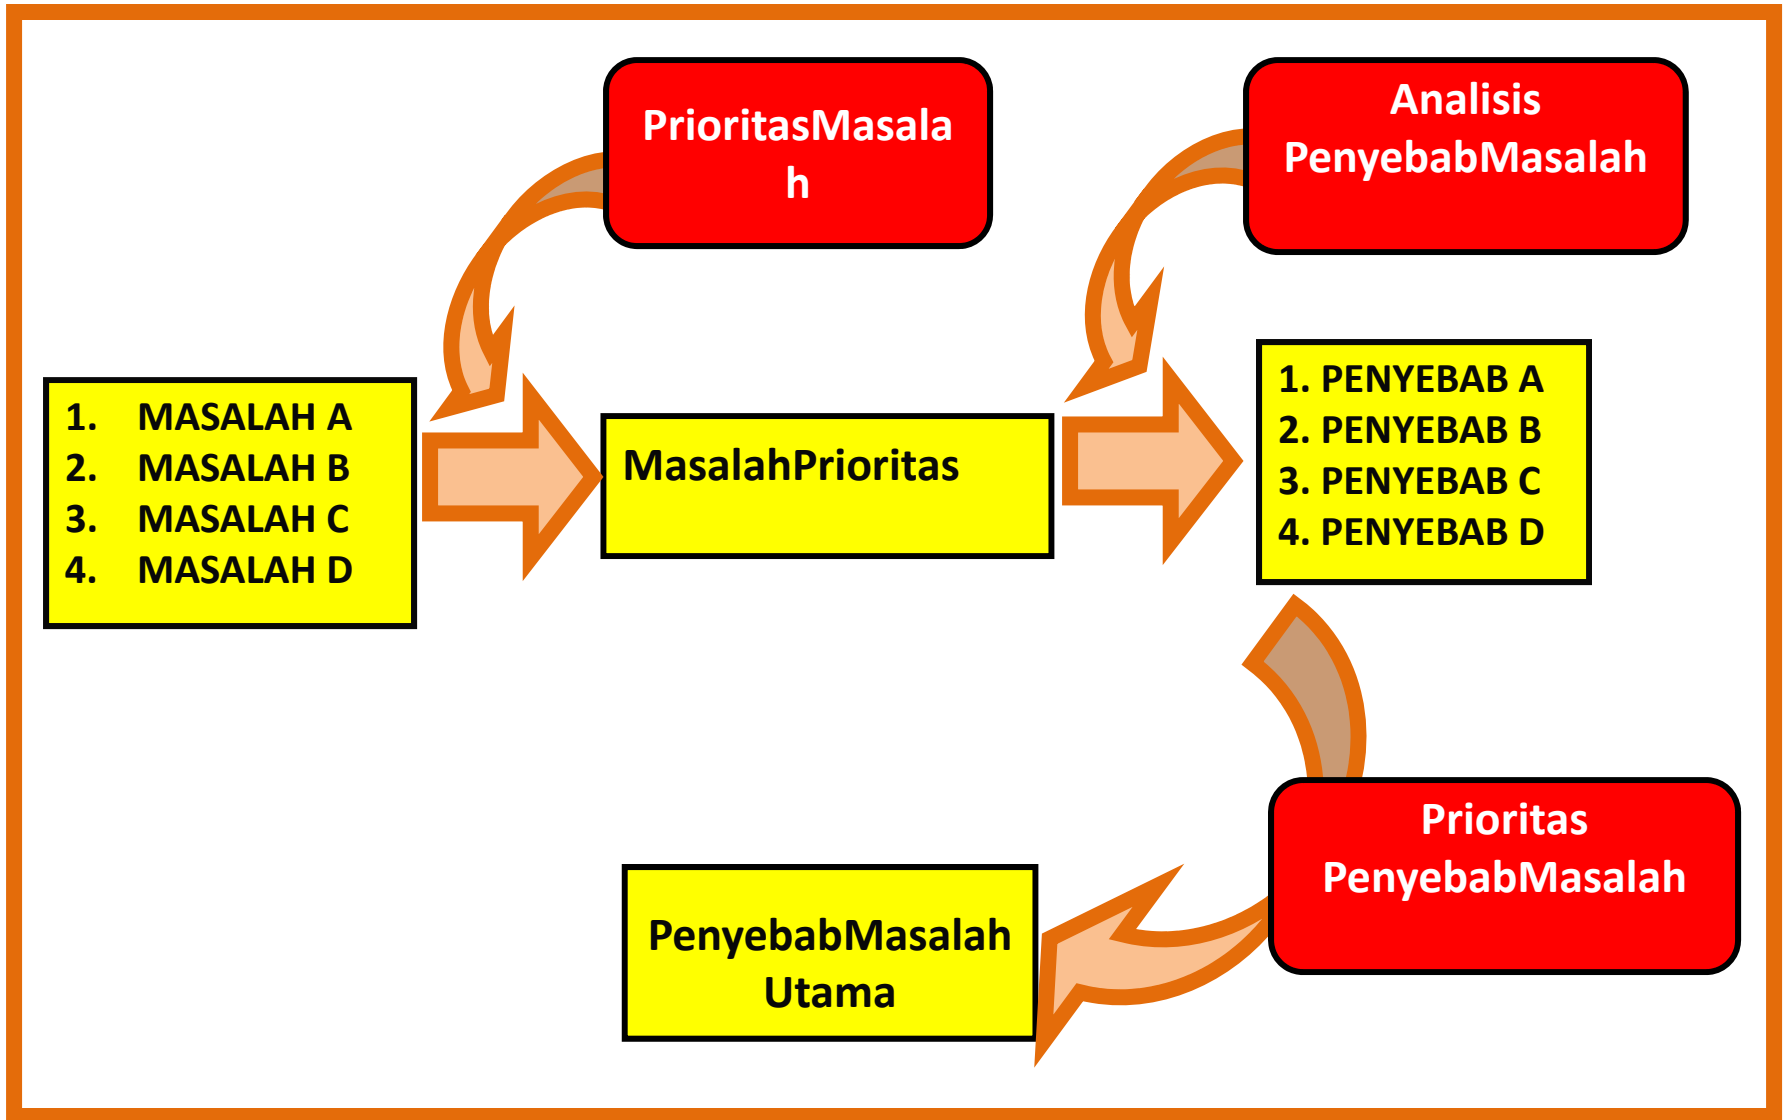 PrioritasMasala
h
Analisis
PenyebabMasalah
1. MASALAH A
2. MASALAH B
3. MASALAH C
4. MASALAH D
MasalahPrioritas
1. PENYEBAB A
2. PENYEBAB B
3. PENYEBAB C
4. PENYEBAB D
Prioritas
PenyebabMasalah
PenyebabMasalah
Utama